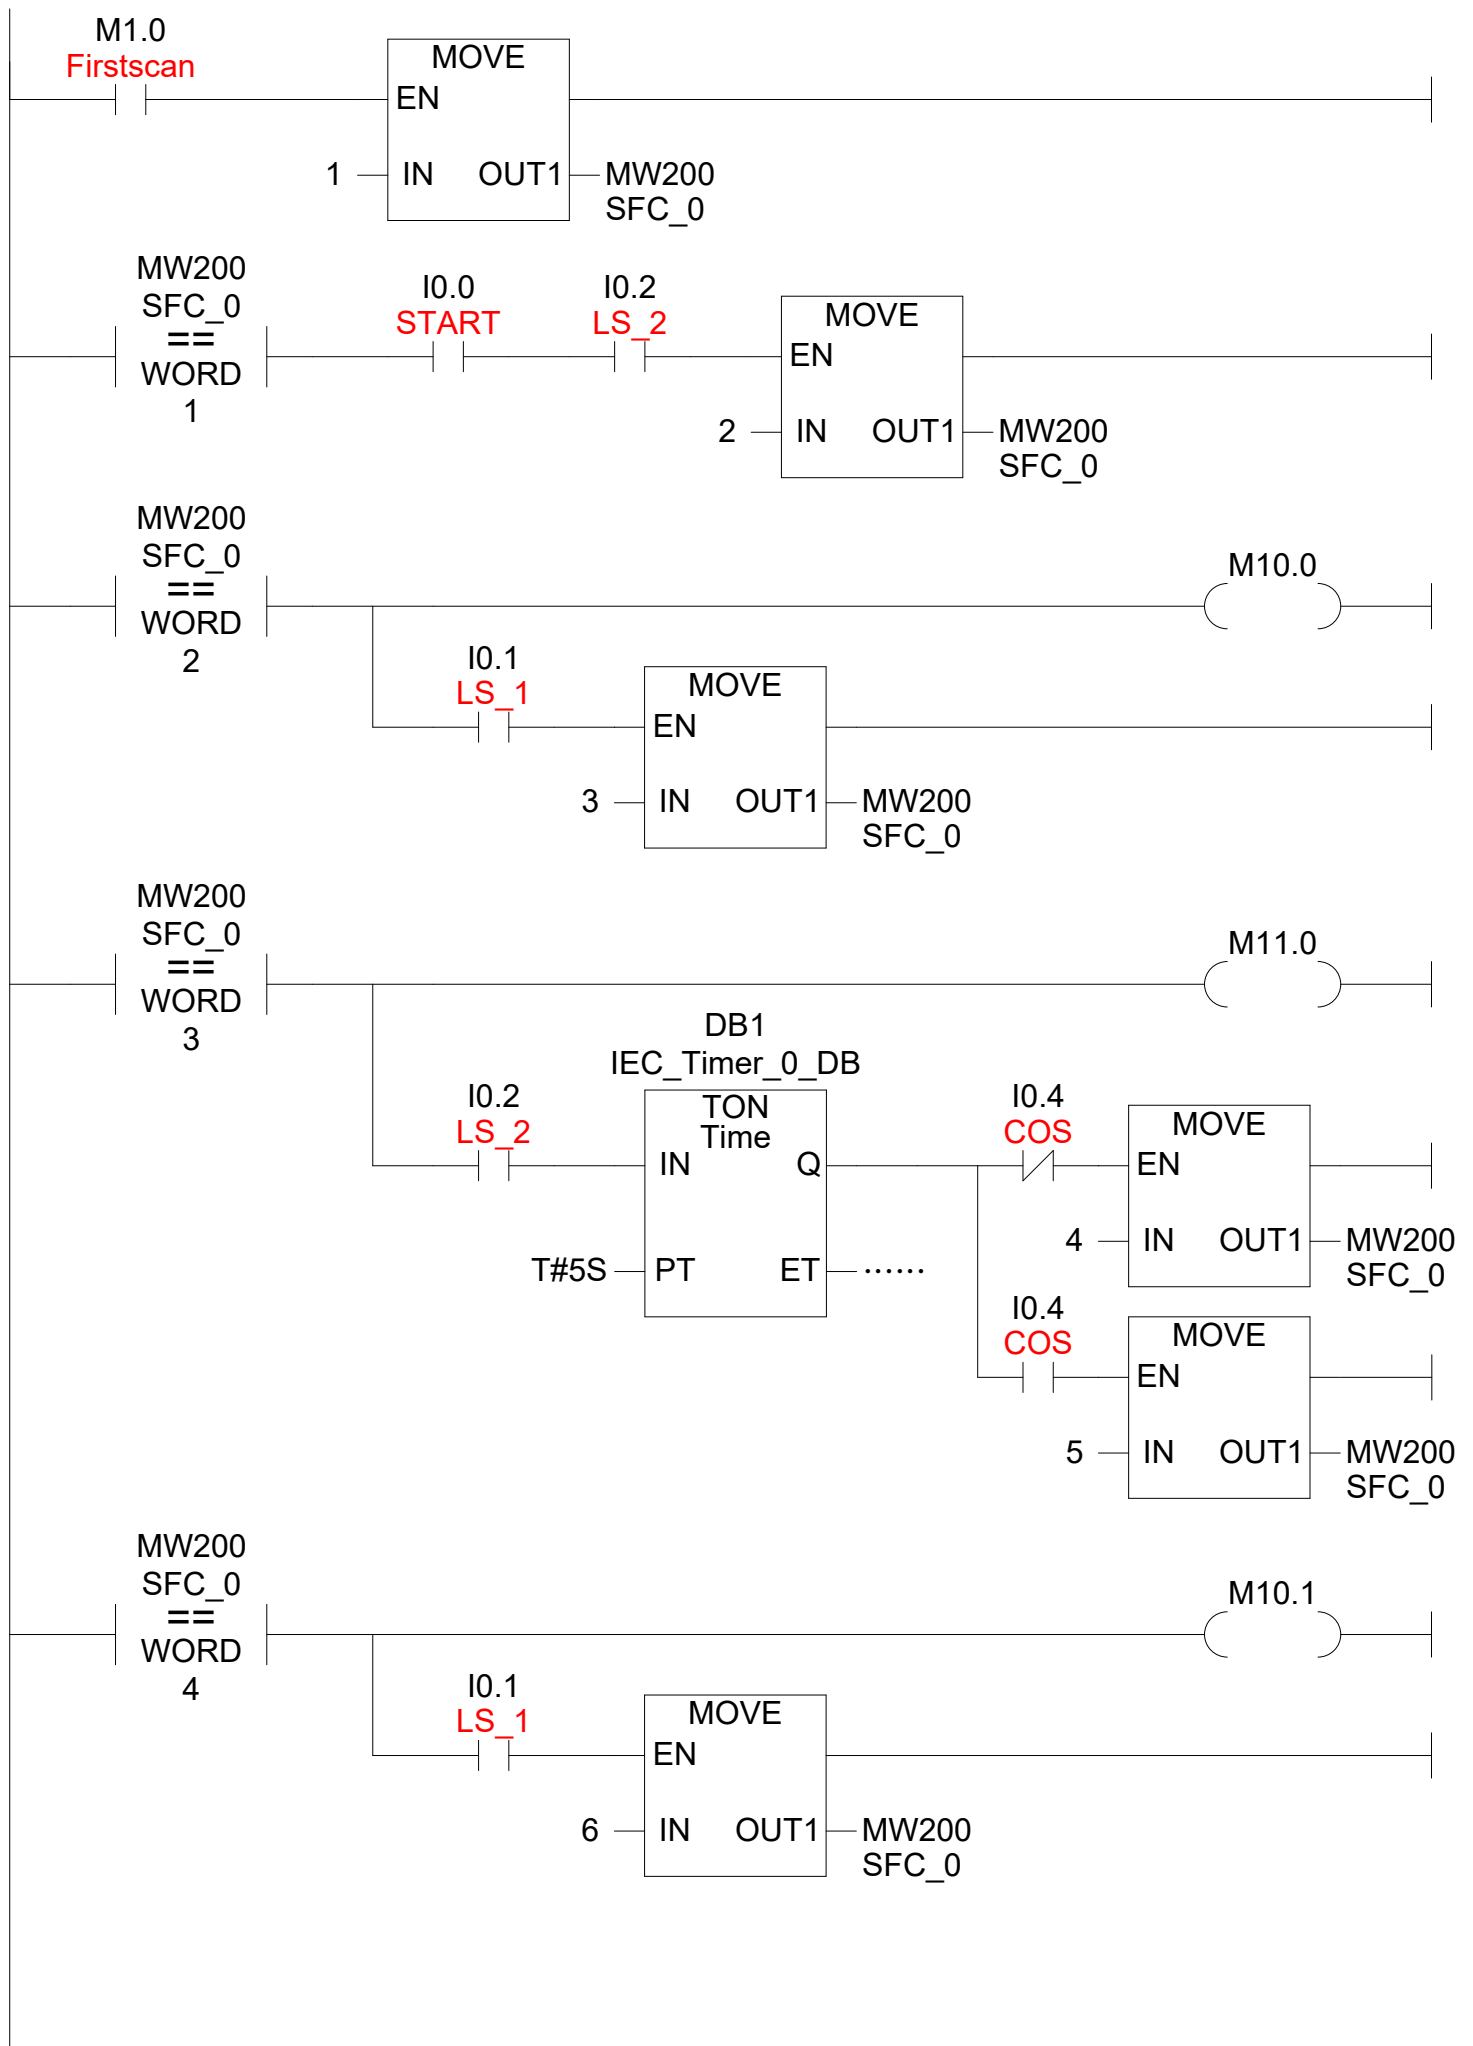 M1.0
Firstscan
MOVE
EN
1
IN
OUT1
MW200
SFC_0
MW200
SFC_0
==
WORD
1
I0.0
START
I0.2
LS_2
MOVE
EN
2
IN
OUT1
MW200
SFC_0
MW200
SFC_0
==
WORD
2
M10.0
I0.1
LS_1
MOVE
EN
3
IN
OUT1
MW200
SFC_0
MW200
SFC_0
==
WORD
3
M11.0
DB1
IEC_Timer_0_DB
I0.2
LS_2
TON
Time
IN
Q
T#5S
PT
ET
......
I0.4
COS
MOVE
EN
4
IN
OUT1
MW200
SFC_0
I0.4
COS
MOVE
EN
5
IN
OUT1
MW200
SFC_0
MW200
SFC_0
==
WORD
4
M10.1
I0.1
LS_1
MOVE
EN
6
IN
OUT1
MW200
SFC_0